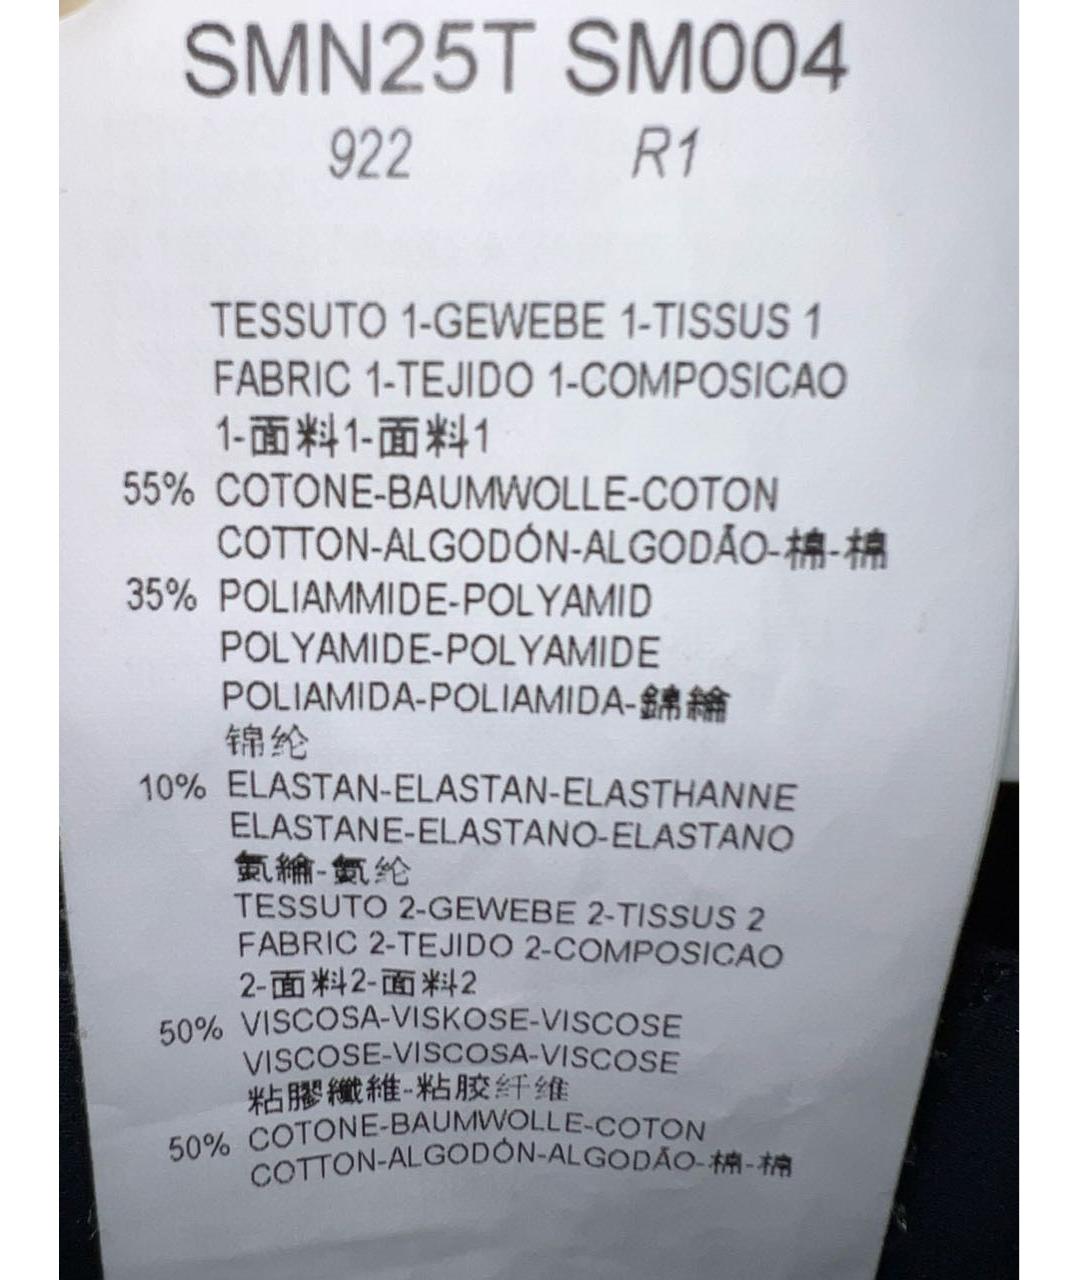 SMN25T SM004
922 R1
TESSUTO 1-GEWEBE 1-TISSUS 1
FABRIC 1-TEJIDO 1-COMPOSICAO
1-面料1-面料1
55% COTONE-BAUMWOLLE-COTON
COTTON-ALGODÓN-ALGODÃO-棉-棉
35% POLIAMMIDE-POLYAMID
POLYAMIDE-POLYAMIDE
POLIAMIDA-POLIAMIDA-錦綸
锦纶
10% ELASTAN-ELASTAN-ELASTHANNE
ELASTANE-ELASTANO-ELASTANO
氨綸-氨纶
TESSUTO 2-GEWEBE 2-TISSUS 2
FABRIC 2-TEJIDO 2-COMPOSICAO
2-面料2-面料2
50% VISCOSA-VISKOSE-VISCOSE
VISCOSE-VISCOSA-VISCOSE
粘膠纖維-粘胶纤维
50% COTONE-BAUMWOLLE-COTON
COTTON-ALGODÓN-ALGODÃO-棉-棉